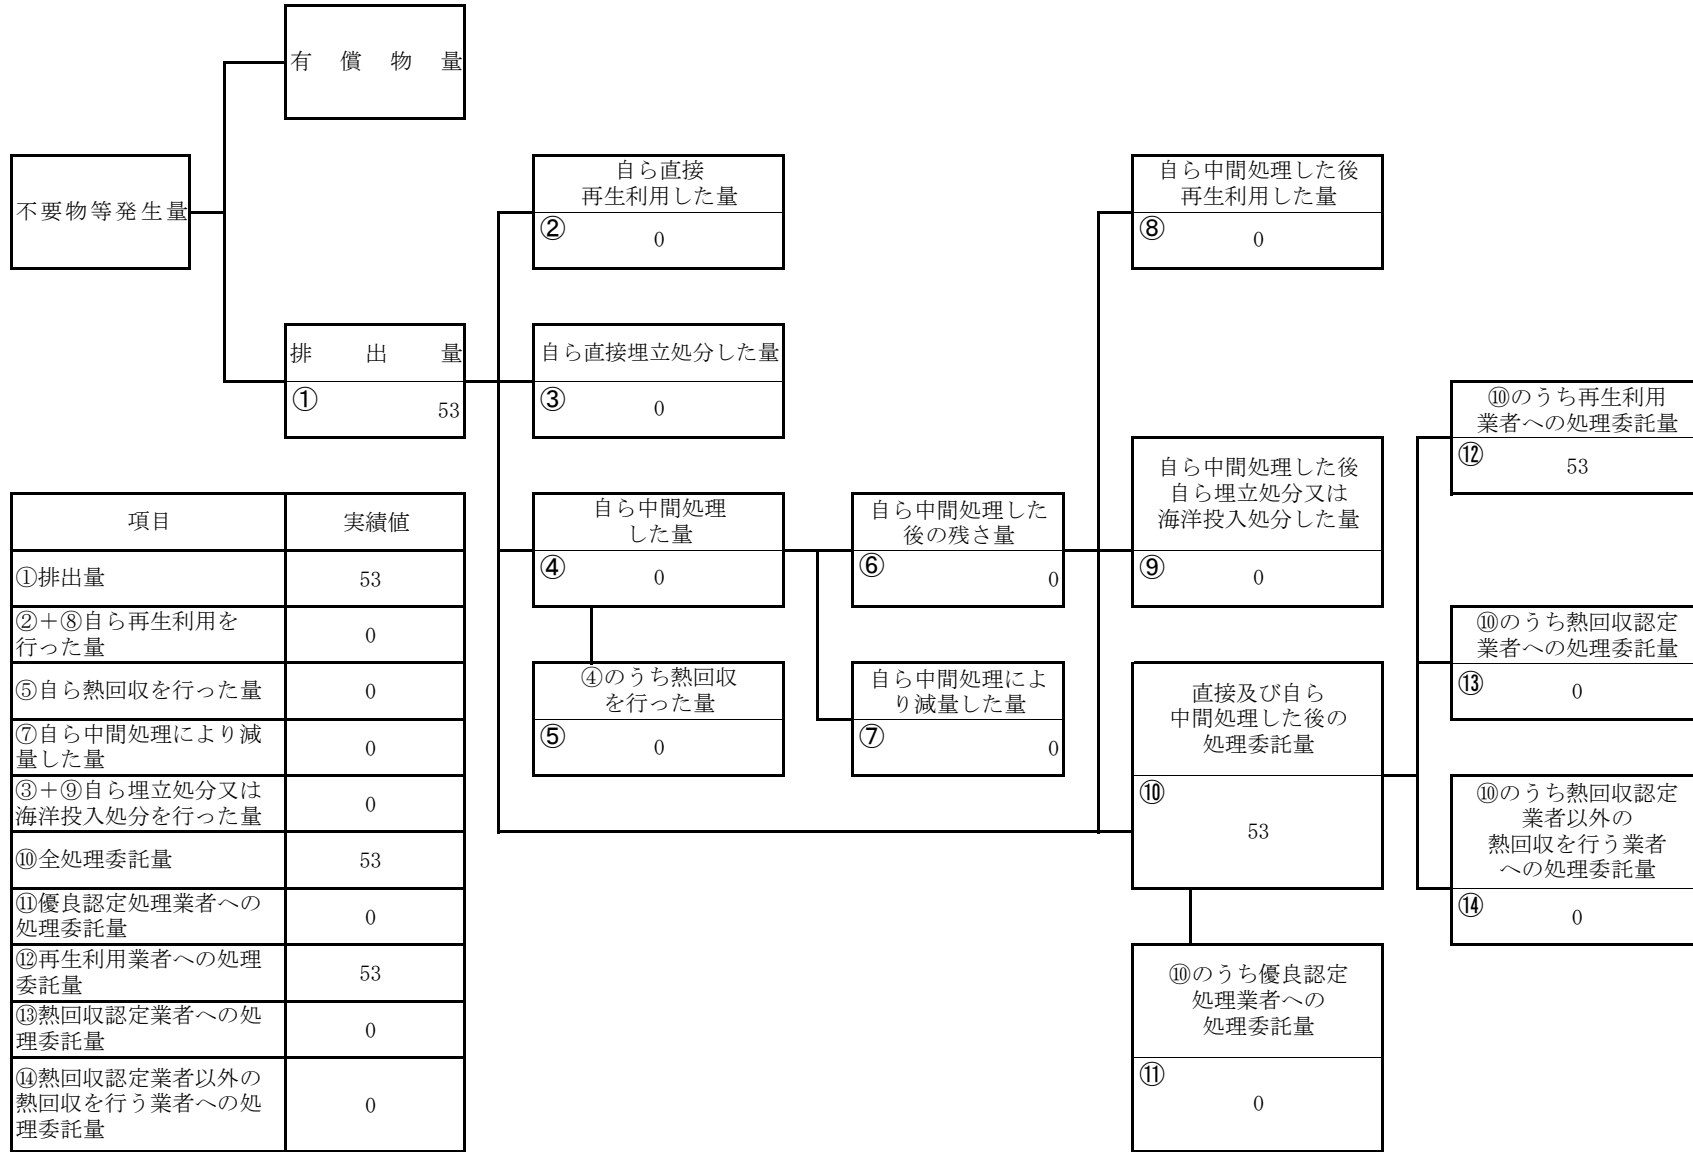 有償物量
不要物等発生量
排出量
①
53
自ら直接
再生利用した量
②
0
自ら直接埋立処分した量
③
0
自ら中間処理
した量
④
0
④のうち熱回収
を行った量
⑤
0
自ら中間処理した
後の残さ量
⑥
0
自ら中間処理によ
り減量した量
⑦
0
自ら中間処理した後
再生利用した量
⑧
0
自ら中間処理した後
自ら埋立処分又は
海洋投入処分した量
⑨
0
直接及び自ら
中間処理した後の
処理委託量
⑩
53
⑩のうち優良認定
処理業者への
処理委託量
⑪
0
⑩のうち再生利用
業者への処理委託量
⑫
53
⑩のうち熱回収認定
業者への処理委託量
⑬
0
⑩のうち熱回収認定
業者以外の
熱回収を行う業者
への処理委託量
⑭
0
項目 実績値
①排出量 53
②+⑧自ら再生利用を
行った量 0
⑤自ら熱回収を行った量 0
⑦自ら中間処理により減
量した量 0
③+⑨自ら埋立処分又は
海洋投入処分を行った量 0
⑩全処理委託量 53
⑪優良認定処理業者への
処理委託量 0
⑫再生利用業者への処理
委託量 53
⑬熱回収認定業者への処
理委託量 0
⑭熱回収認定業者以外の
熱回収を行う業者への処
理委託量 0